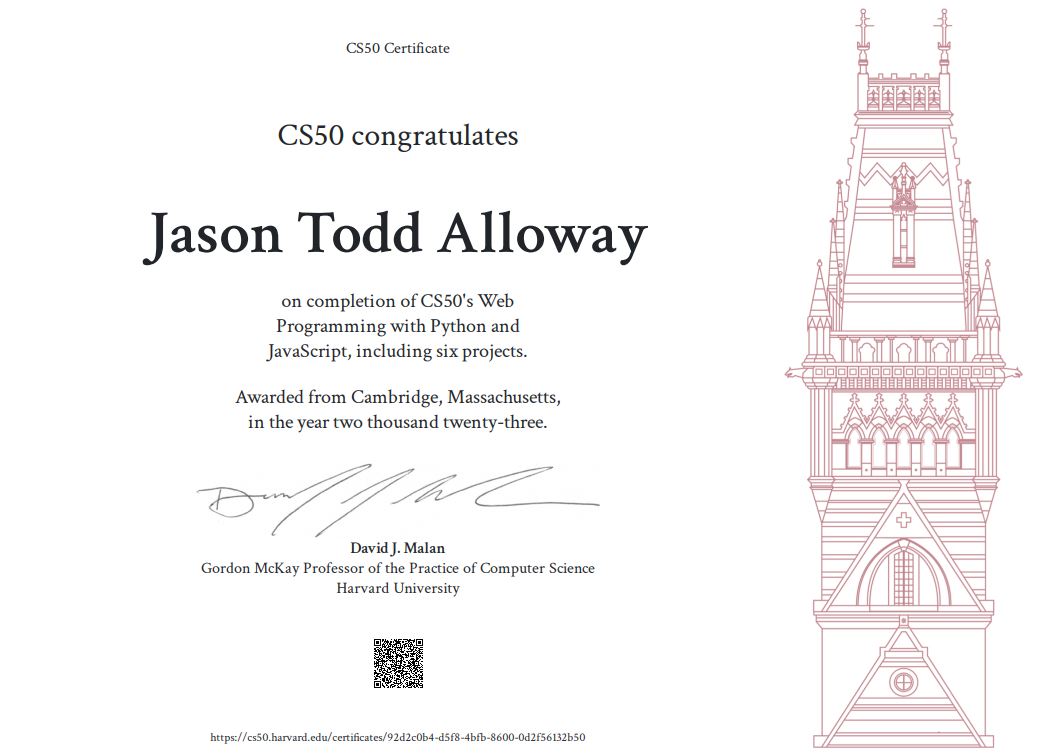 CS50 Certificate
CS50 congratulates
Jason Todd Alloway
on completion of CS50's Web
Programming with Python and
JavaScript, including six projects.
Awarded from Cambridge, Massachusetts,
in the year two thousand twenty-three.
David J. Malan
Gordon McKay Professor of the Practice of Computer Science
Harvard University
https://cs50.harvard.edu/certificates/92d2c0b4-d5f8-4bfb-8600-0d2f56132b50